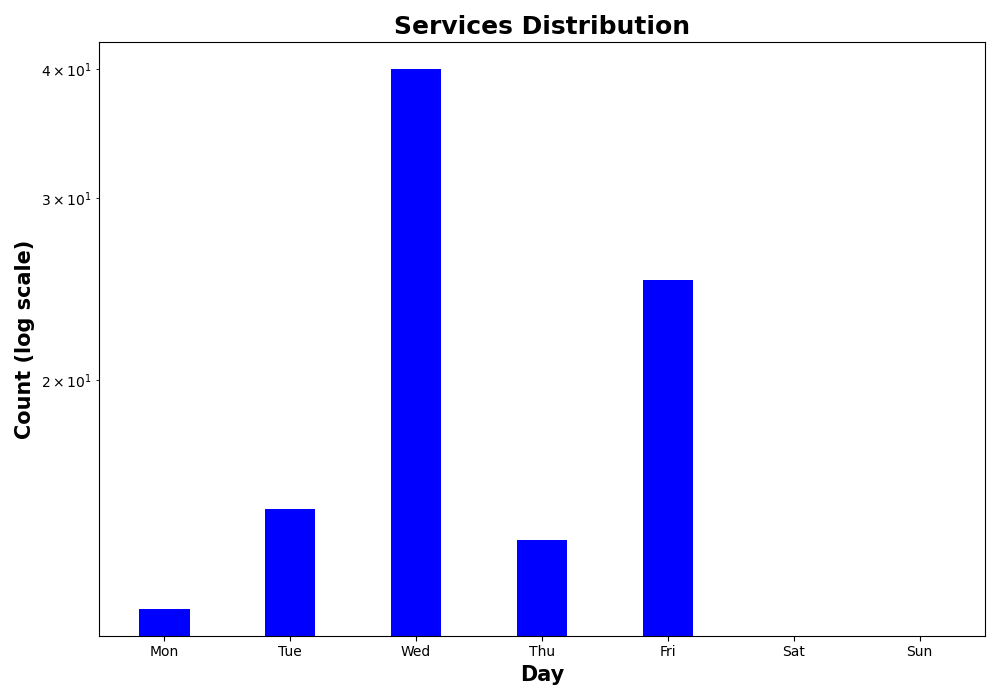 Services Distribution
4 × 10¹
3 × 10¹
2 × 10¹
Count (log scale)
Mon Tue Wed Thu Fri Sat Sun
Day